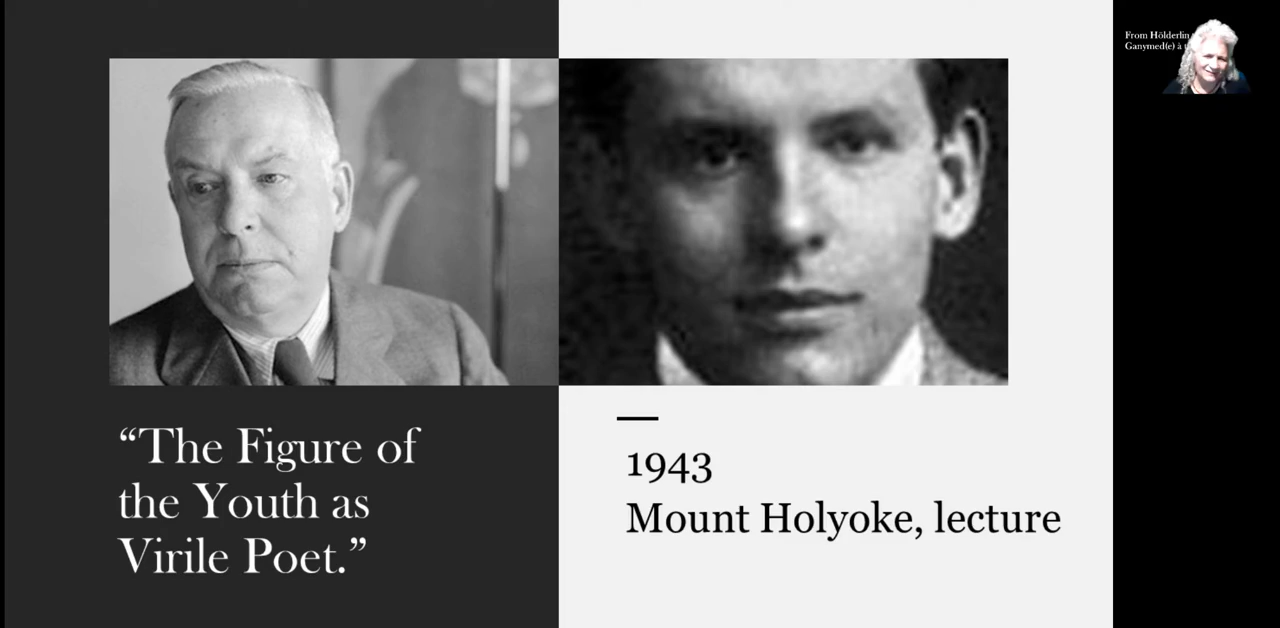 From Hölderlin
Ganymed(e) à
“The Figure of
the Youth as
Virile Poet.”
1943
Mount Holyoke, lecture